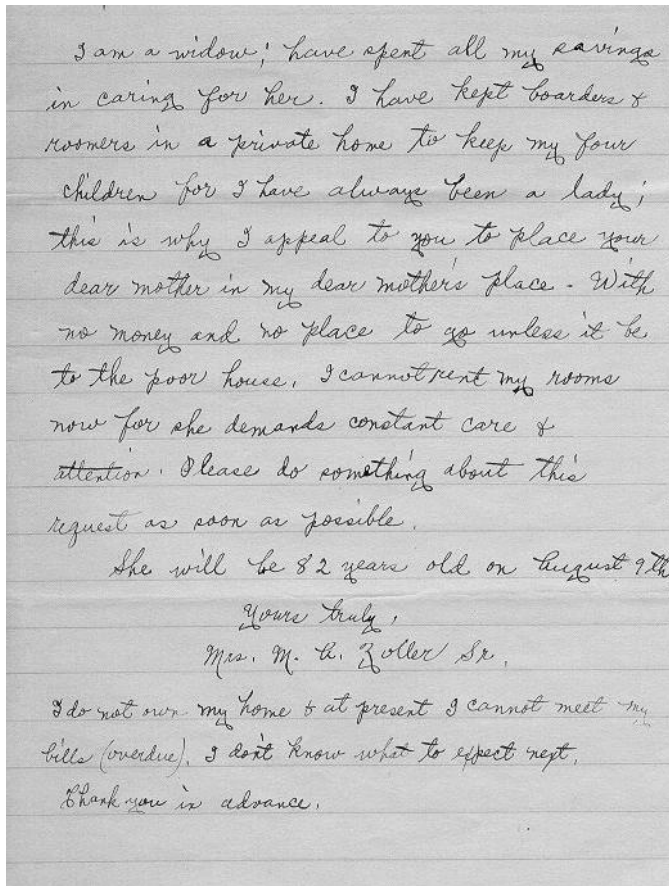 I am a widow; have spent all my savings
in caring for her. I have kept boarders &
roomers in a private home to keep my four
children for I have always been a lady;
this is why I appeal to you to place your
dear mother in my dear mother's place - With
no money and no place to go unless it be
to the poor house. I cannot rent my rooms
now for she demands constant care &
attention. Please do something about this
request as soon as possible.
She will be 82 years old on August 9th
Yours truly,
Mrs. M. A. Zoller Sr.
I do not own my home & at present I cannot meet my
bills (overdue). I don't know what to expect next.
Thank you in advance.